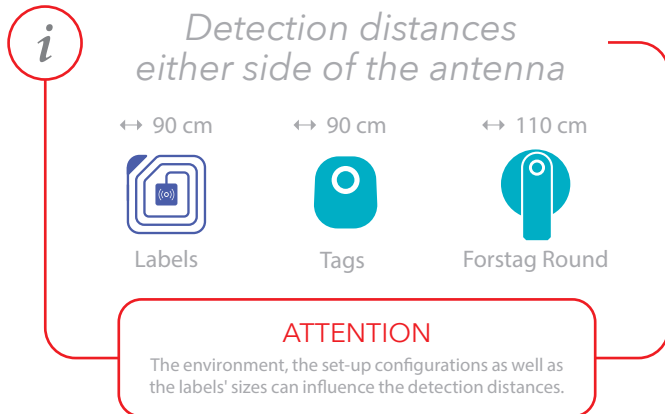 i
Detection distances
either side of the antenna
↔ 90 cm ↔ 90 cm ↔ 110 cm
Labels Tags Forstag Round
ATTENTION
The environment, the set-up configurations as well as
the labels' sizes can influence the detection distances.